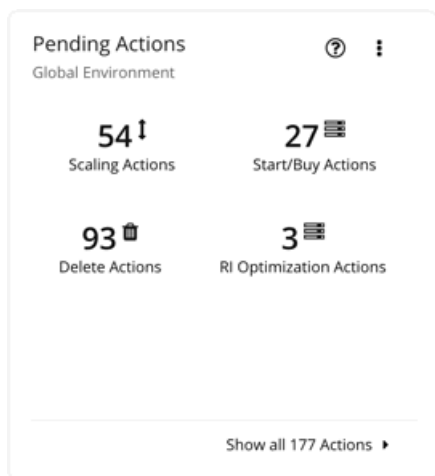 Pending Actions
Global Environment
54
Scaling Actions
27
Start/Buy Actions
93
Delete Actions
3
RI Optimization Actions
Show all 177 Actions